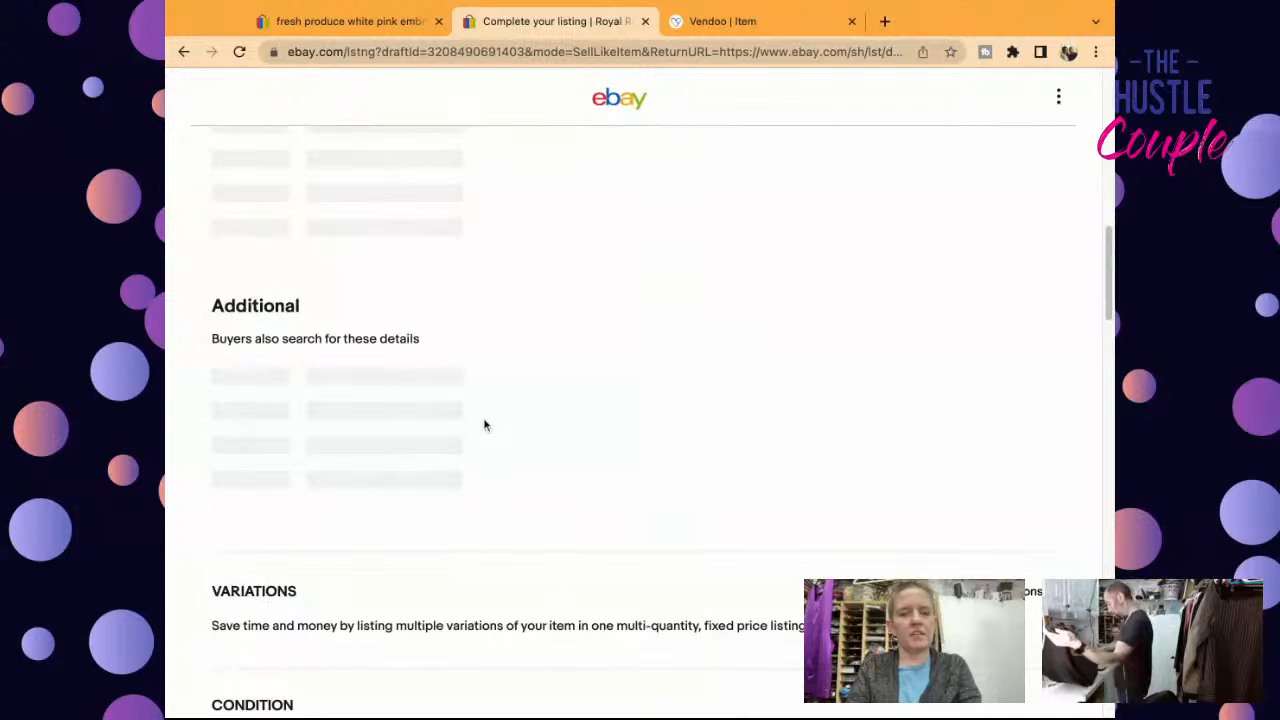 fresh produce white pink emb
Complete your listing | Royal R
Vendoo | Item
ebay.com/lstng?draftId=3208490691403&mode=SellLikeItem&ReturnURL=https://www.ebay.com/sh/lst/d...
-THE-
HUSTLE
Couple
ebay
Additional
Buyers also search for these details
VARIATIONS
ons
Save time and money by listing multiple variations of your item in one multi-quantity, fixed price listing
CONDITION